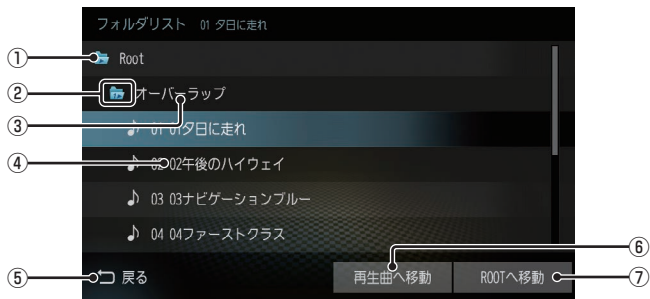 フォルダリスト 01 夕日に走れ
① Root
② オーバーラップ
③ 01 01夕日に走れ
④ 02 02午後のハイウェイ
03 03ナビゲーションブルー
04 04ファーストクラス
⑥
⑤ 戻る 再生曲へ移動 ROOTへ移動 ⑦